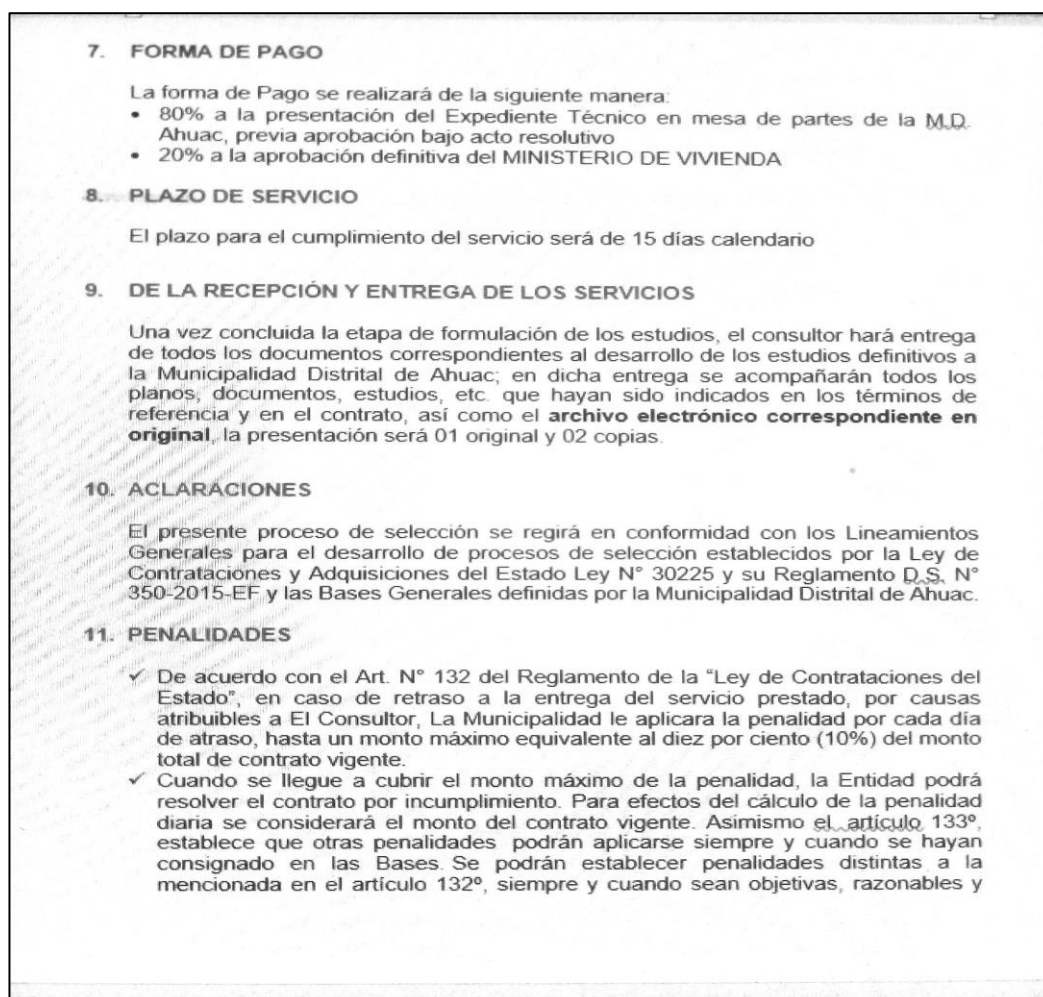 7. FORMA DE PAGO
La forma de Pago se realizará de la siguiente manera:
• 80% a la presentación del Expediente Técnico en mesa de partes de la M.D.
Ahuac, previa aprobación bajo acto resolutivo
• 20% a la aprobación definitiva del MINISTERIO DE VIVIENDA
8. PLAZO DE SERVICIO
El plazo para el cumplimiento del servicio será de 15 días calendario
9. DE LA RECEPCIÓN Y ENTREGA DE LOS SERVICIOS
Una vez concluida la etapa de formulación de los estudios, el consultor hará entrega
de todos los documentos correspondientes al desarrollo de los estudios definitivos a
la Municipalidad Distrital de Ahuac; en dicha entrega se acompañarán todos los
planos, documentos, estudios, etc. que hayan sido indicados en los términos de
referencia y en el contrato, así como el archivo electrónico correspondiente en
original, la presentación será 01 original y 02 copias.
10. ACLARACIONES
El presente proceso de selección se regirá en conformidad con los Lineamientos
Generales para el desarrollo de procesos de selección establecidos por la Ley de
Contrataciones y Adquisiciones del Estado Ley N° 30225 y su Reglamento D.S. N°
350-2015-EF y las Bases Generales definidas por la Municipalidad Distrital de Ahuac.
11. PENALIDADES
✓ De acuerdo con el Art. N° 132 del Reglamento de la "Ley de Contrataciones del
Estado", en caso de retraso a la entrega del servicio prestado, por causas
atribuibles a El Consultor, La Municipalidad le aplicara la penalidad por cada día
de atraso, hasta un monto máximo equivalente al diez por ciento (10%) del monto
total de contrato vigente.
✓ Cuando se llegue a cubrir el monto máximo de la penalidad, la Entidad podrá
resolver el contrato por incumplimiento. Para efectos del cálculo de la penalidad
diaria se considerará el monto del contrato vigente. Asimismo el artículo 133º,
establece que otras penalidades podrán aplicarse siempre y cuando se hayan
consignado en las Bases. Se podrán establecer penalidades distintas a la
mencionada en el artículo 132º, siempre y cuando sean objetivas, razonables y